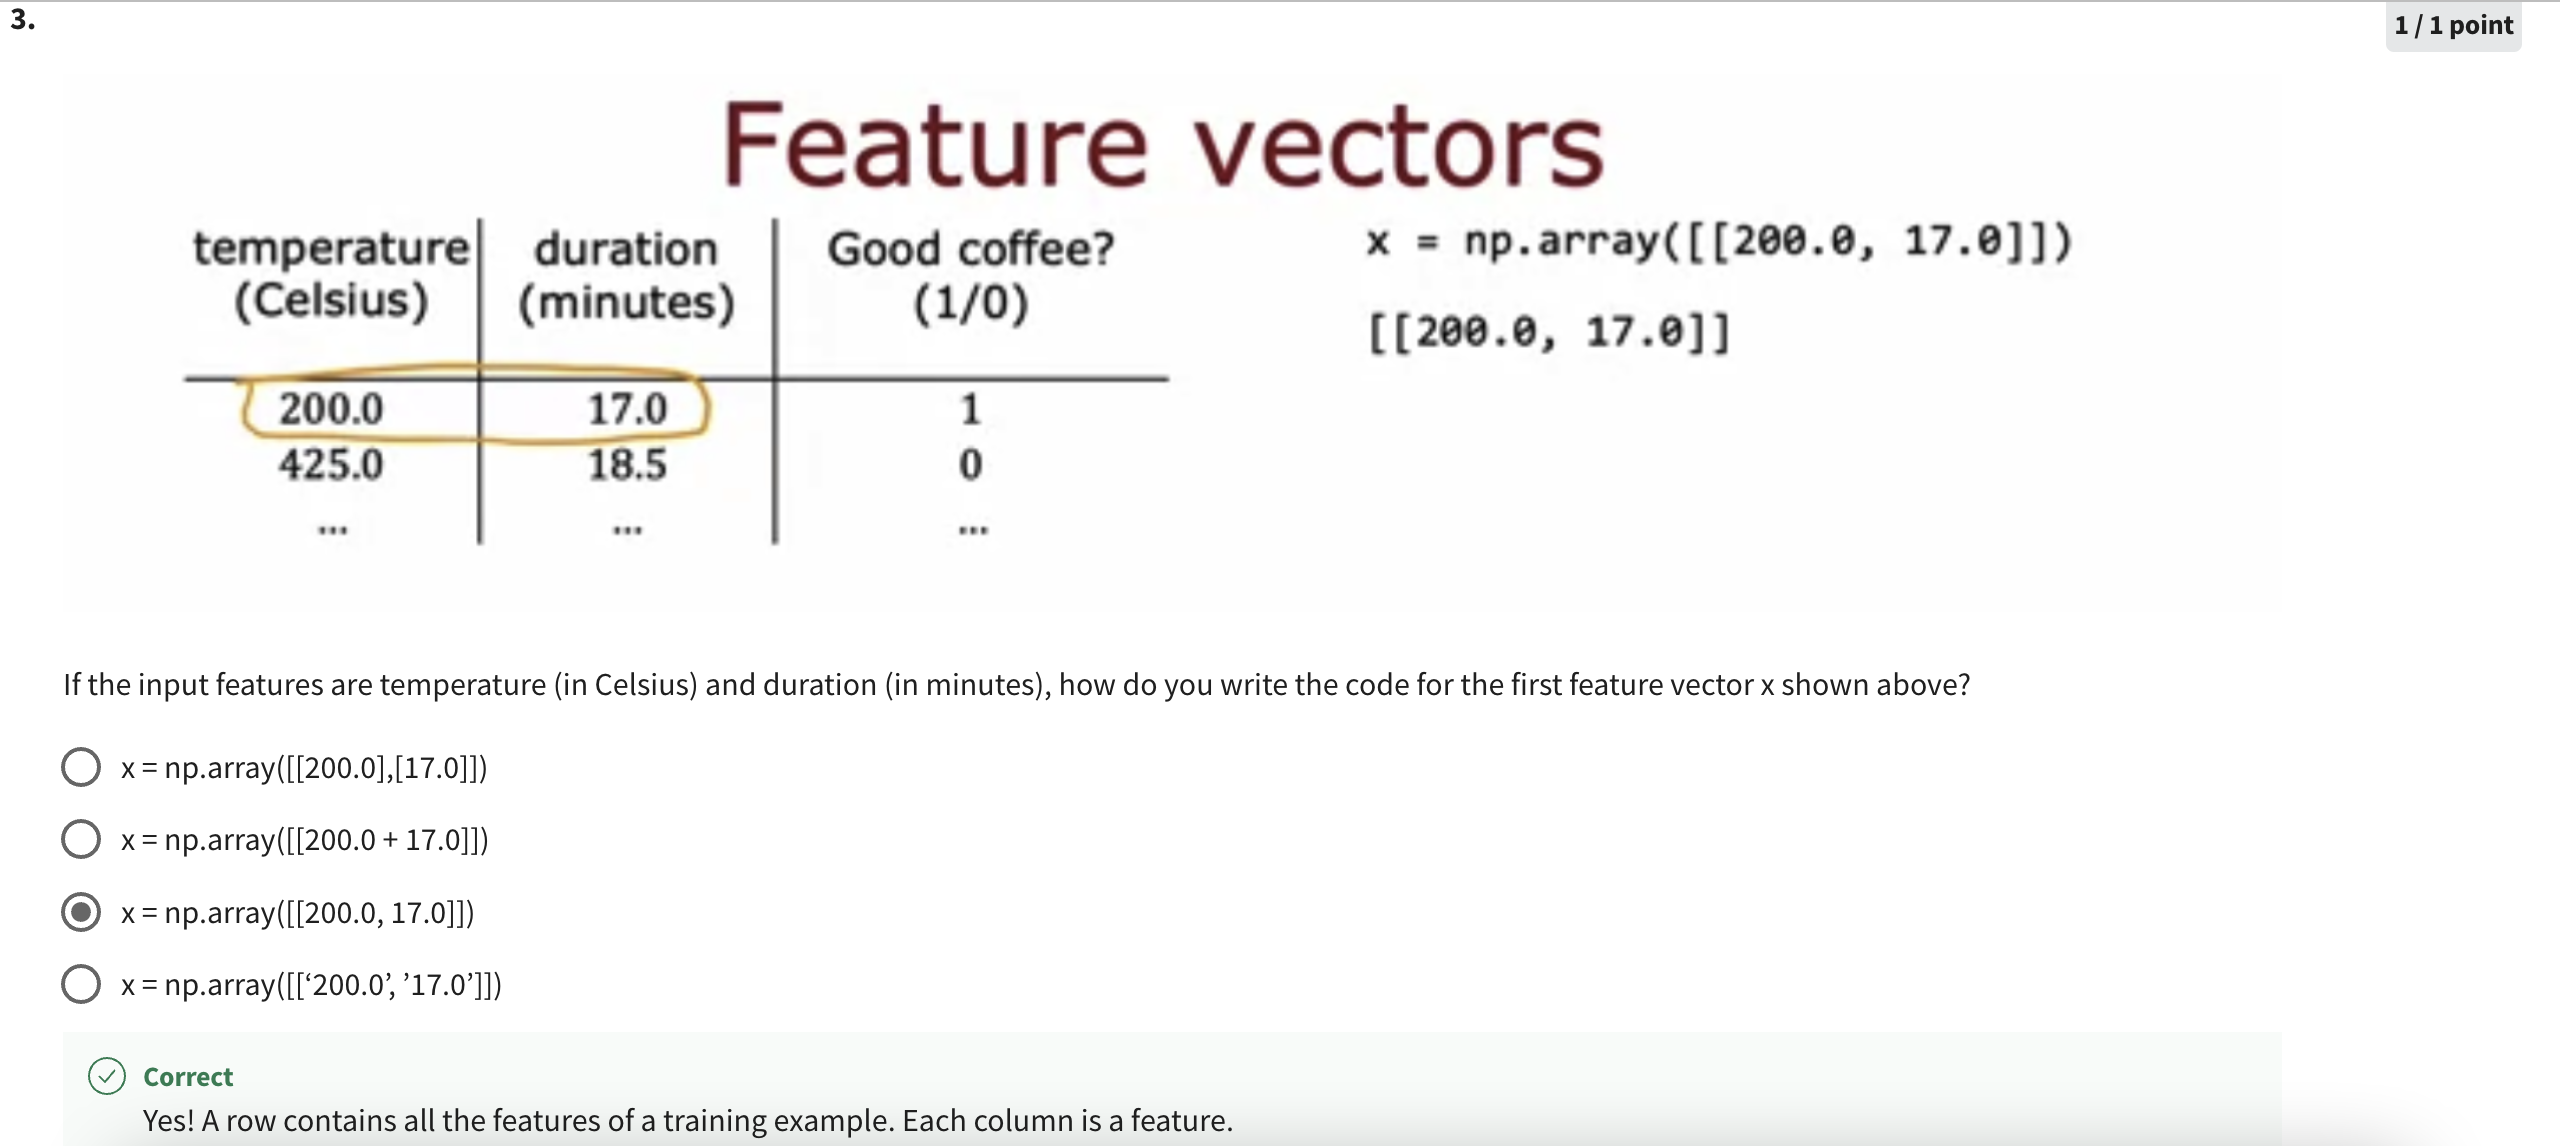 3.
1 / 1 point
Feature vectors
temperature (Celsius) duration (minutes) Good coffee? (1/0)
200.0 17.0 1
425.0 18.5 0
... ... ...
x = np.array([[200.0, 17.0]])
[[200.0, 17.0]]
If the input features are temperature (in Celsius) and duration (in minutes), how do you write the code for the first feature vector x shown above?
x = np.array([[200.0],[17.0]])
x = np.array([[200.0 + 17.0]])
x = np.array([[200.0, 17.0]])
x = np.array([[‘200.0’, ’17.0’]])
Correct
Yes! A row contains all the features of a training example. Each column is a feature.